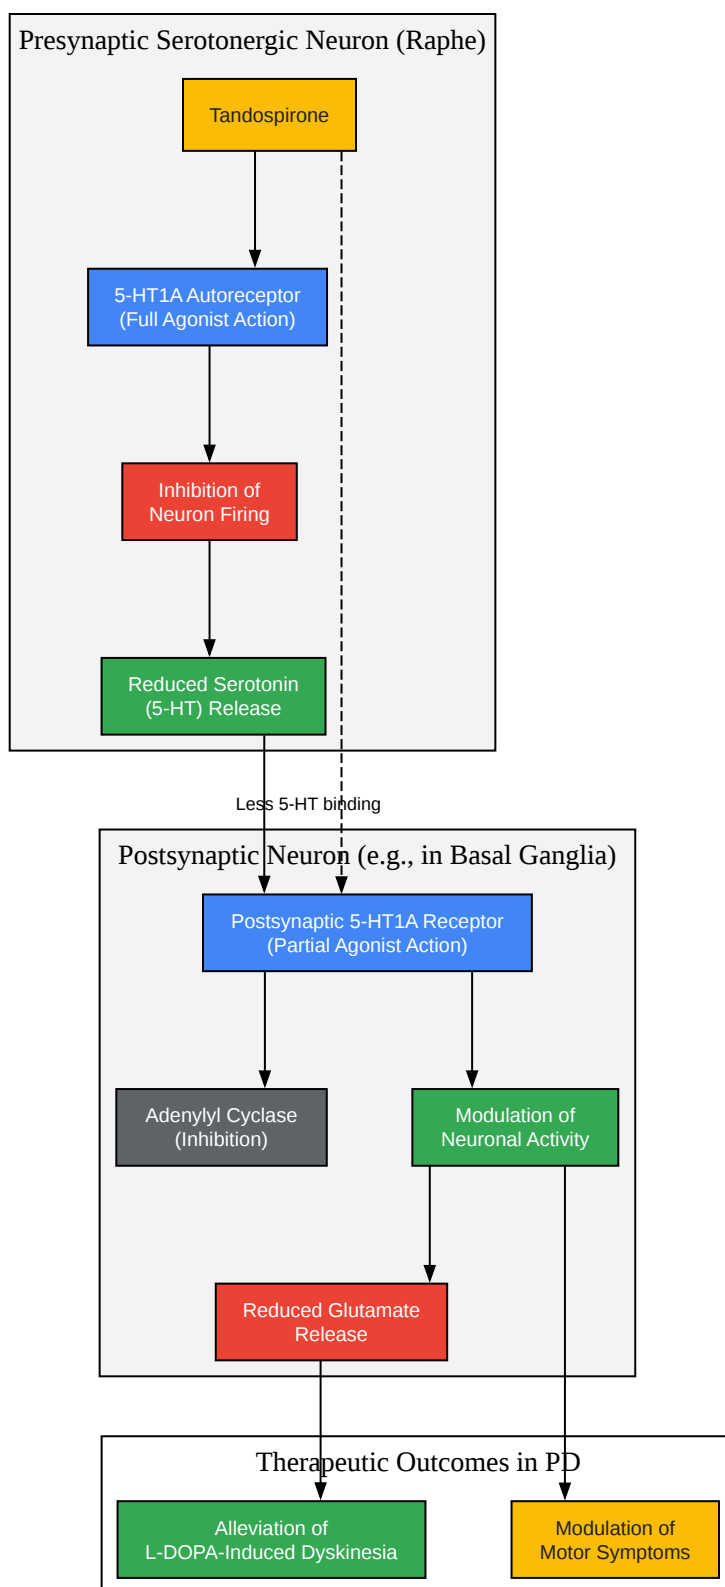 Presynaptic Serotonergic Neuron (Raphe)
Tandospirone
5-HT1A Autoreceptor
(Full Agonist Action)
Inhibition of
Neuron Firing
Reduced Serotonin
(5-HT) Release
Less 5-HT binding
Postsynaptic Neuron (e.g., in Basal Ganglia)
Postsynaptic 5-HT1A Receptor
(Partial Agonist Action)
Adenylyl Cyclase
(Inhibition)
Modulation of
Neuronal Activity
Reduced Glutamate
Release
Therapeutic Outcomes in PD
Alleviation of
L-DOPA-Induced Dyskinesia
Modulation of
Motor Symptoms